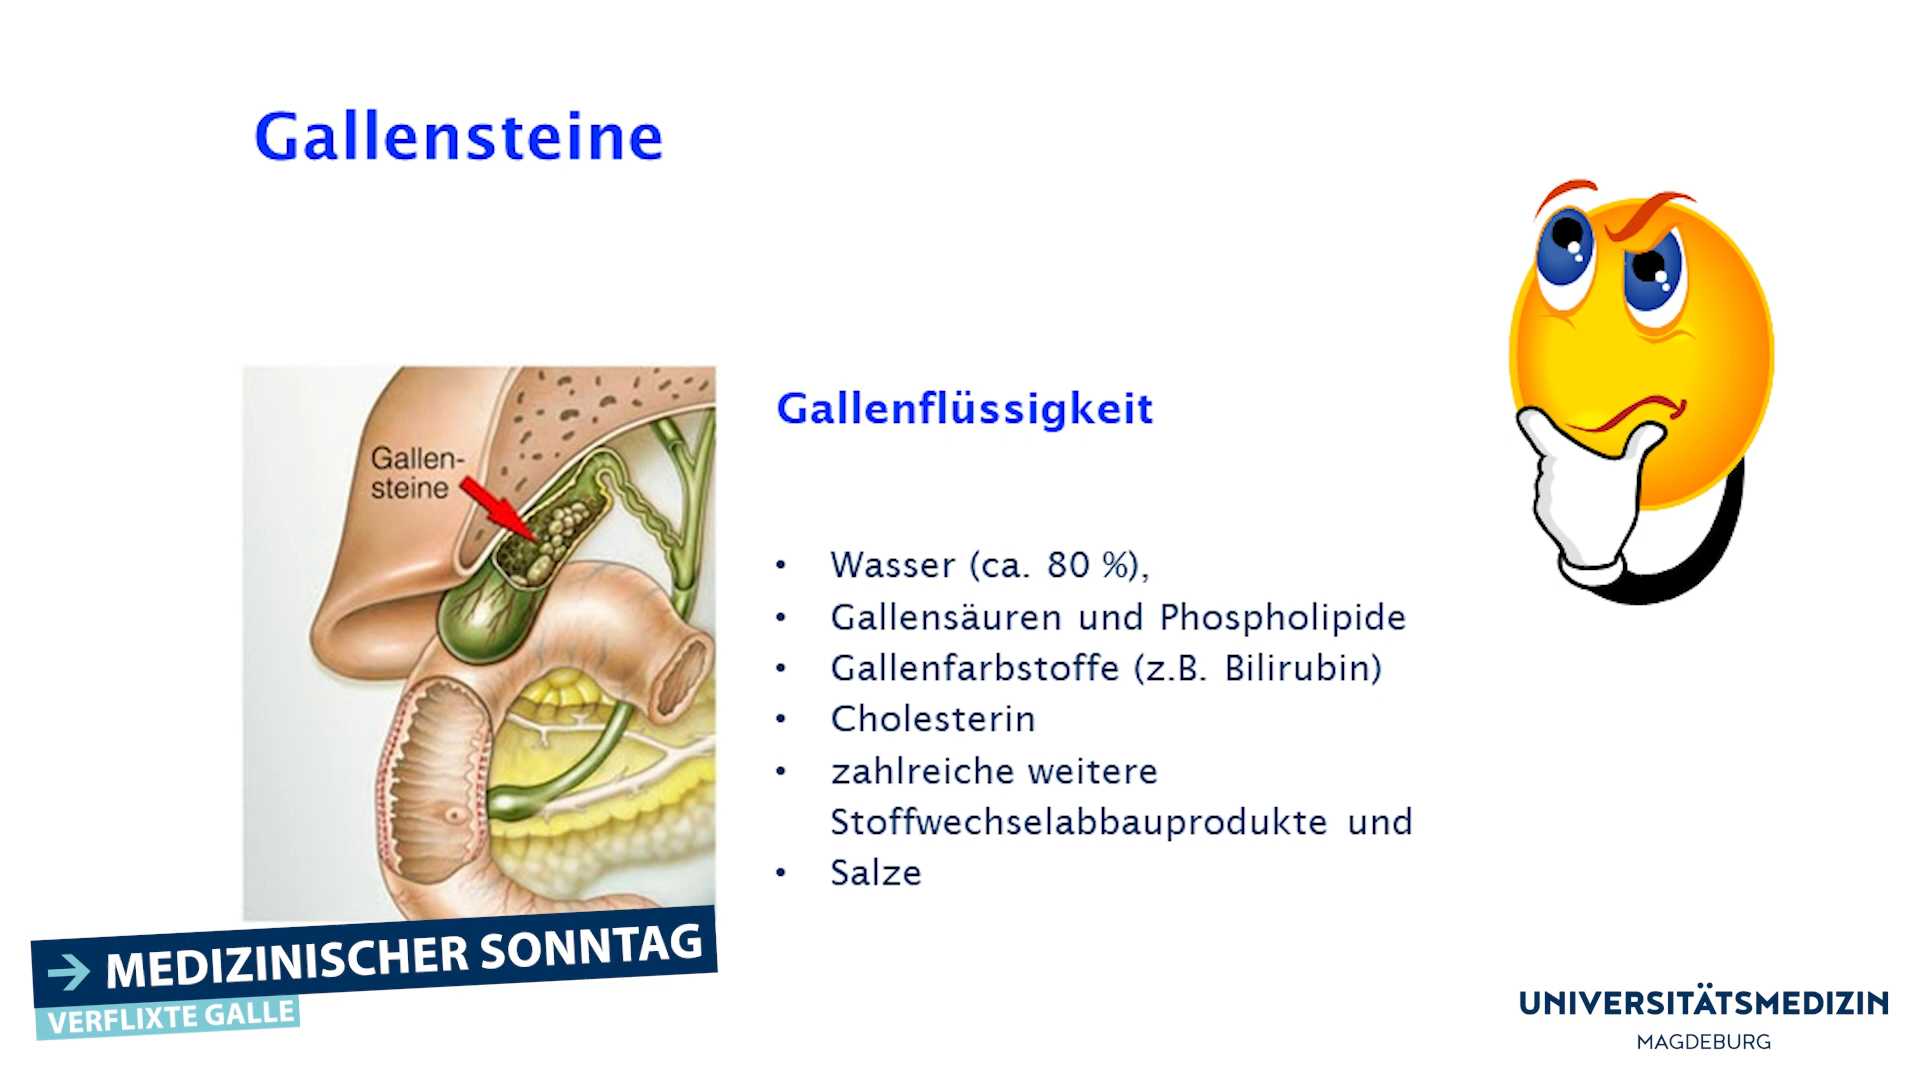 Gallensteine
Gallen-
steine
Gallenflüssigkeit
• Wasser (ca. 80 %),
• Gallensäuren und Phospholipide
• Gallenfarbstoffe (z.B. Bilirubin)
• Cholesterin
• zahlreiche weitere
Stoffwechselabbauprodukte und
• Salze
→ MEDIZINISCHER SONNTAG
VERFLIXTE GALLE
UNIVERSITÄTSMEDIZIN
MAGDEBURG